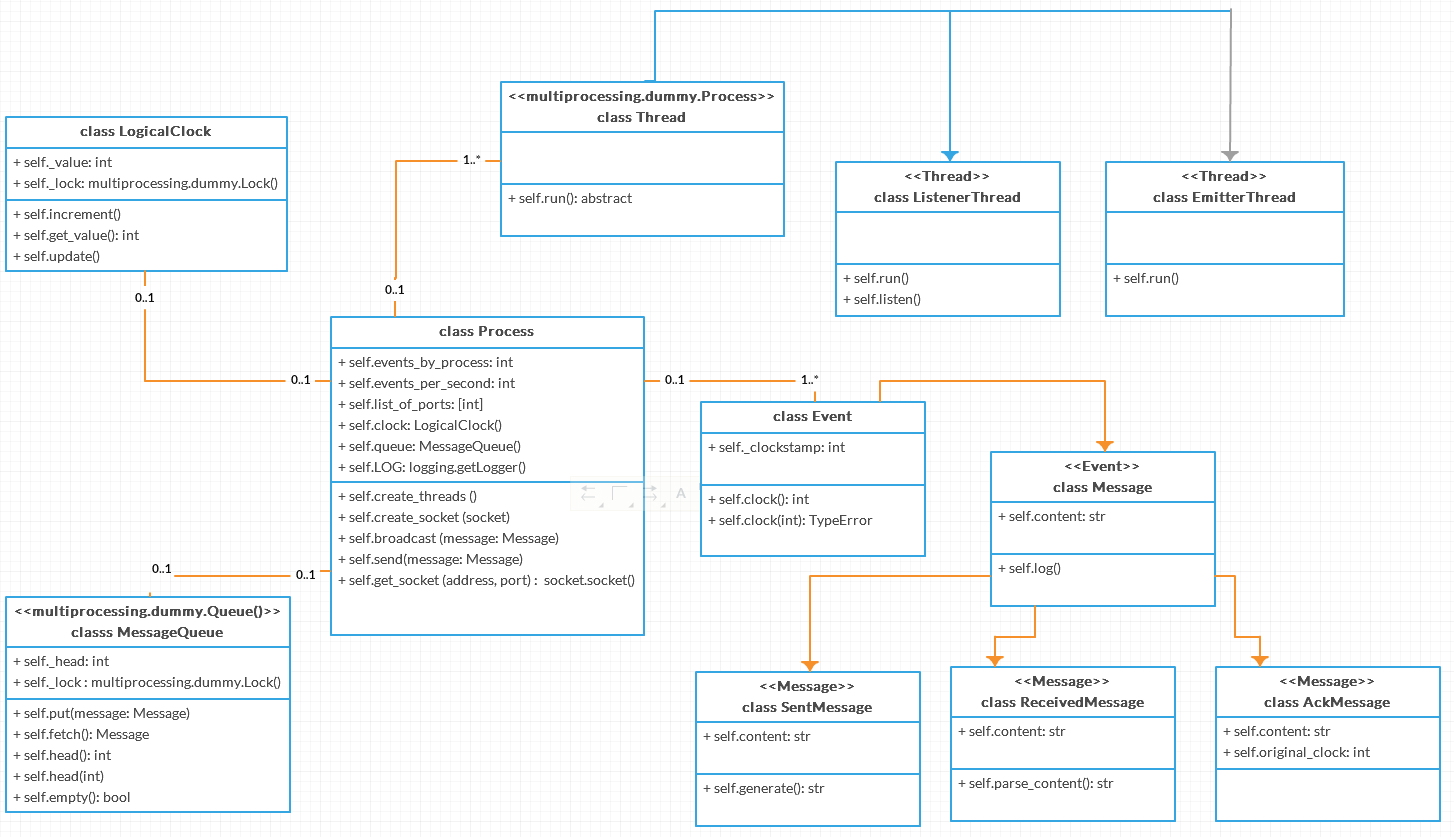 <<multiprocessing.dummy.Process>>
class Thread
+ self.run(): abstract
class LogicalClock
+ self._value: int
+ self._lock: multiprocessing.dummy.Lock()
+ self.increment()
+ self.get_value(): int
+ self.update()
<<Thread>>
class ListenerThread
+ self.run()
+ self.listen()
<<Thread>>
class EmitterThread
+ self.run()
1..*
0..1
0..1
0..1
class Process
+ self.events_by_process: int
+ self.events_per_second: int
+ self.list_of_ports: [int]
+ self.clock: LogicalClock()
+ self.queue: MessageQueue()
+ self.LOG: logging.getLogger()
+ self.create_threads ()
+ self.create_socket (socket)
+ self.broadcast (message: Message)
+ self.send(message: Message)
+ self.get_socket (address, port) : socket.socket()
0..1
1..*
class Event
+ self._clockstamp: int
+ self.clock(): int
+ self.clock(int): TypeError
<<Event>>
class Message
+ self.content: str
+ self.log()
A
0..1
0..1
<<multiprocessing.dummy.Queue()>>
classs MessageQueue
+ self._head: int
+ self._lock : multiprocessing.dummy.Lock()
+ self.put(message: Message)
+ self.fetch(): Message
+ self.head(): int
+ self.head(int)
+ self.empty(): bool
<<Message>>
class SentMessage
+ self.content: str
+ self.generate(): str
<<Message>>
class ReceivedMessage
+ self.content: str
+ self.parse_content(): str
<<Message>>
class AckMessage
+ self.content: str
+ self.original_clock: int